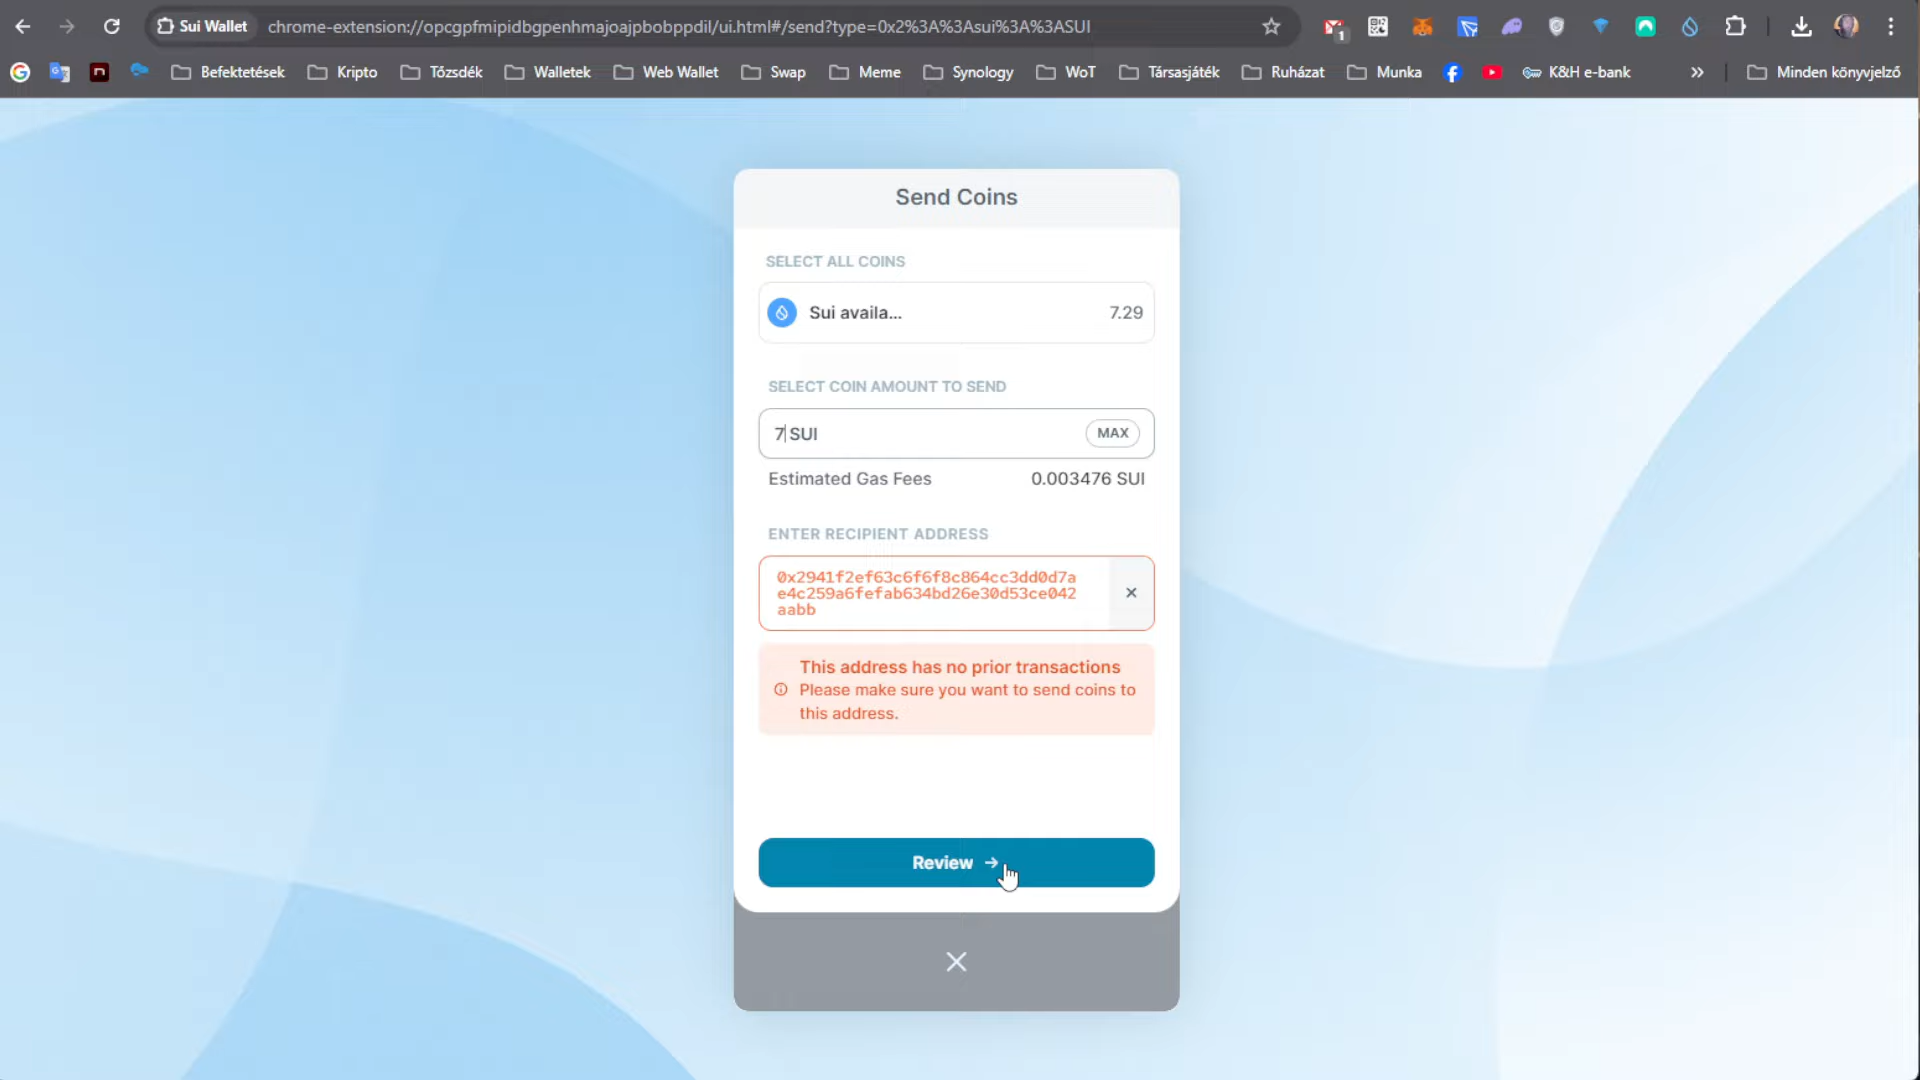 Sui Wallet
chrome-extension://opcgpfmipidbgpenhmajoajpbobppdil/ui.html#/send?type=0x2%3A%3Asui%3A%3ASUI
1
Befektetések
Kripto
Tőzsdék
Walletek
Web Wallet
Swap
Meme
Synology
WoT
Társasjáték
Ruházat
Munka
K&H e-bank
Minden könyvjelző
Send Coins
SELECT ALL COINS
Sui availa... 7.29
SELECT COIN AMOUNT TO SEND
7 SUI MAX
Estimated Gas Fees 0.003476 SUI
ENTER RECIPIENT ADDRESS
0x2941f2ef63c6f6f8c864cc3dd0d7a
e4c259a6fefab634bd26e30d53ce042
aabb
This address has no prior transactions
Please make sure you want to send coins to
this address.
Review